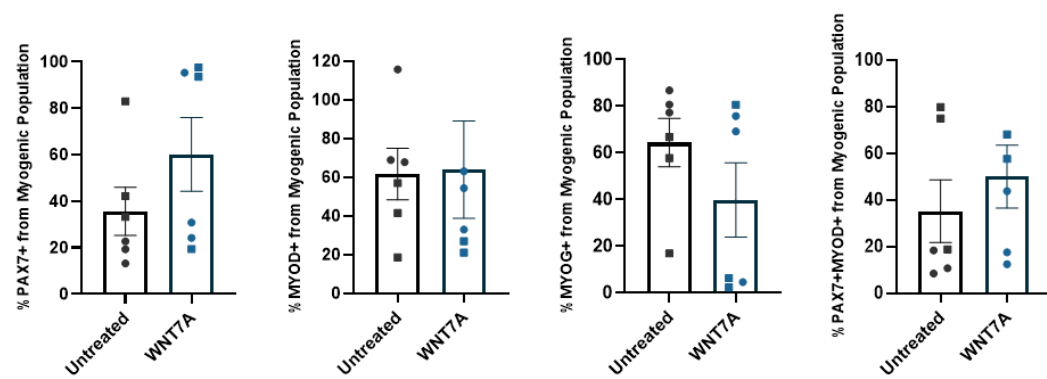 % PAX7+ from Myogenic Population
100
80
60
40
20
0
Untreated
WNT7A
% MYOD+ from Myogenic Population
120
100
80
60
40
20
0
Untreated
WNT7A
% MYOG+ from Myogenic Population
100
80
60
40
20
0
Untreated
WNT7A
% PAX7+MYOD+ from Myogenic Population
100
80
60
40
20
0
Untreated
WNT7A